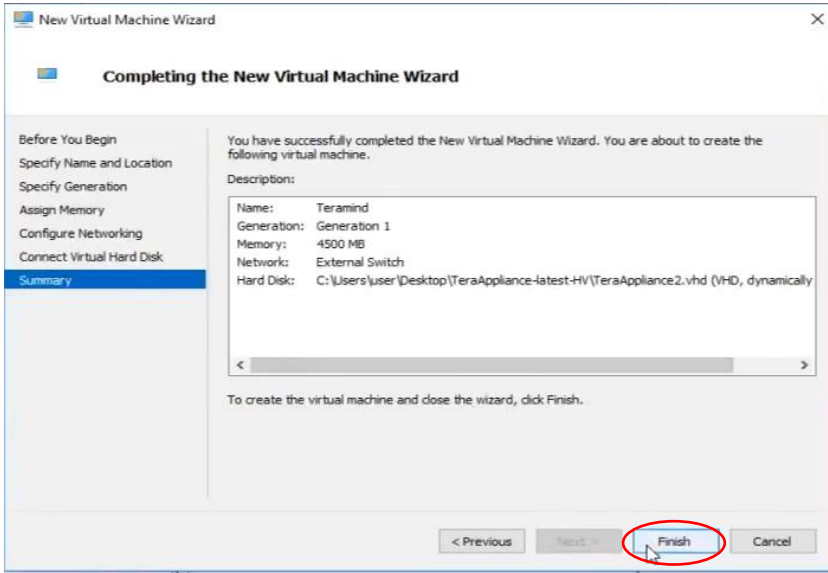 New Virtual Machine Wizard
Completing the New Virtual Machine Wizard
Before You Begin
Specify Name and Location
Specify Generation
Assign Memory
Configure Networking
Connect Virtual Hard Disk
Summary
You have successfully completed the New Virtual Machine Wizard. You are about to create the
following virtual machine.
Description:
Name: Teramind
Generation: Generation 1
Memory: 4500 MB
Network: External Switch
Hard Disk: C:\Users\user\Desktop\TeraAppliance-latest-HV\TeraAppliance2.vhd (VHD, dynamically
To create the virtual machine and close the wizard, click Finish.
< Previous Next > Finish Cancel